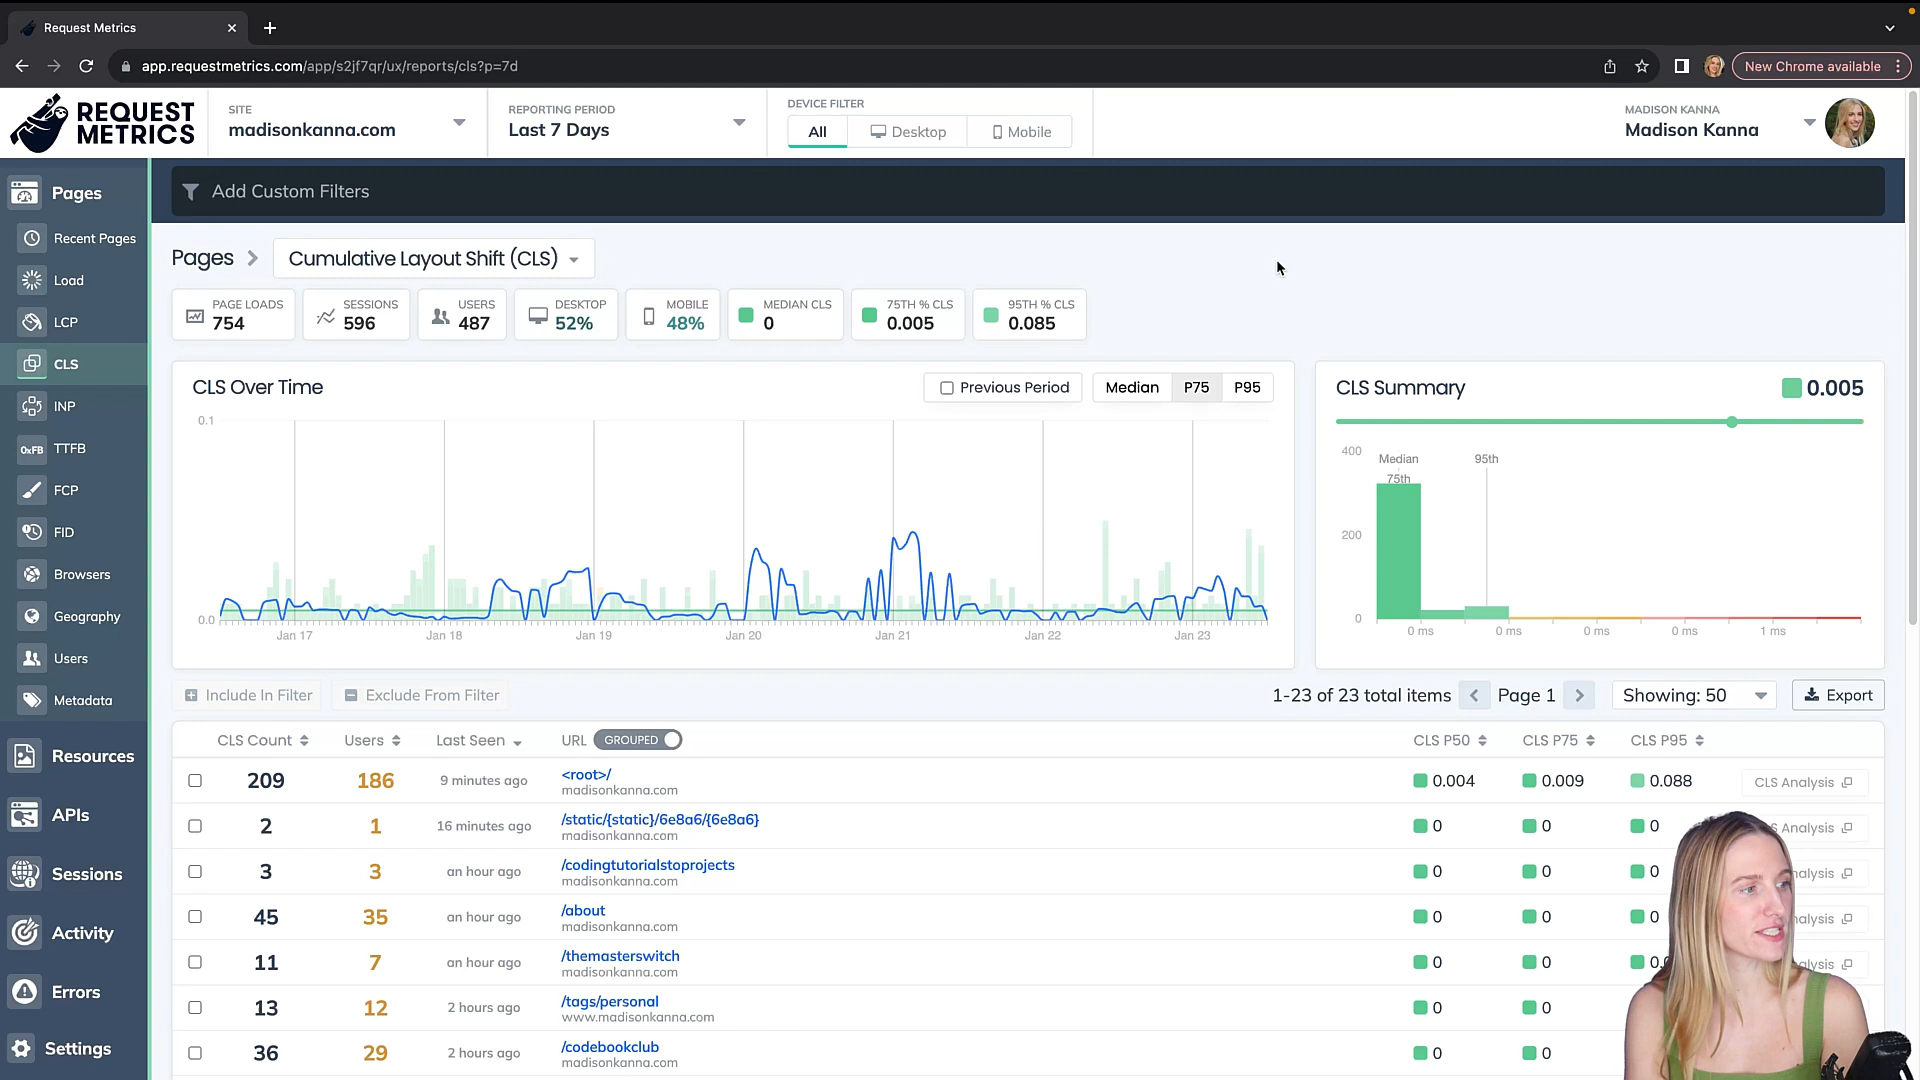 Request Metrics
app.requestmetrics.com/app/s2jf7qr/ux/reports/cls?p=7d
New Chrome available
REQUEST METRICS
SITE
madisonkanna.com
REPORTING PERIOD
Last 7 Days
DEVICE FILTER
All
Desktop
Mobile
MADISON KANNA
Madison Kanna
Pages
Recent Pages
Load
LCP
CLS
INP
0xFB TTFB
FCP
FID
Browsers
Geography
Users
Metadata
Resources
APIs
Sessions
Activity
Errors
Settings
Add Custom Filters
Pages
Cumulative Layout Shift (CLS)
PAGE LOADS
754
SESSIONS
596
USERS
487
DESKTOP
52%
MOBILE
48%
MEDIAN CLS
0
75TH % CLS
0.005
95TH % CLS
0.085
CLS Over Time
Previous Period
Median P75 P95
0.1
0.0
Jan 17 Jan 18 Jan 19 Jan 20 Jan 21 Jan 22 Jan 23
CLS Summary
0.005
400
Median 95th
75th
200
0
0 ms 0 ms 0 ms 0 ms 1 ms
Include In Filter
Exclude From Filter
1-23 of 23 total items
Page 1
Showing: 50
Export
CLS Count Users Last Seen URL GROUPED CLS P50 CLS P75 CLS P95
209 186 9 minutes ago <root>/ 0.004 0.009 0.088 CLS Analysis
madisonkanna.com
2 1 16 minutes ago /static/{static}/6e8a6/{6e8a6} 0 0 0 Analysis
madisonkanna.com
3 3 an hour ago /codingtutorialstoprojects 0 0 0
madisonkanna.com
45 35 an hour ago /about 0 0 0
madisonkanna.com
11 7 an hour ago /themasterswitch 0 0
madisonkanna.com
13 12 2 hours ago /tags/personal 0 0
www.madisonkanna.com
36 29 2 hours ago /codebookclub 0 0
madisonkanna.com